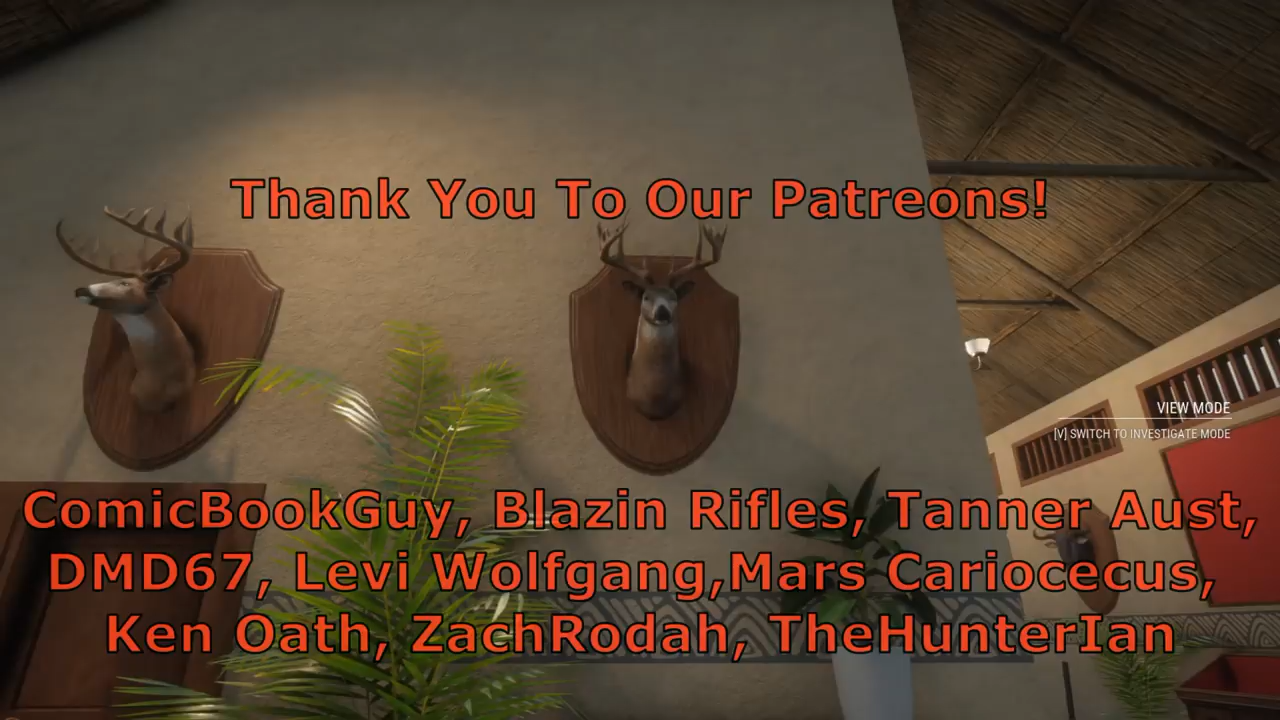 Thank You To Our Patreons!
VIEW MODE
[V] SWITCH TO INVESTIGATE MODE
ComicBookGuy, Blazin Rifles, Tanner Aust,
DMD67, Levi Wolfgang,Mars Cariocecus,
Ken Oath, ZachRodah, TheHunterIan